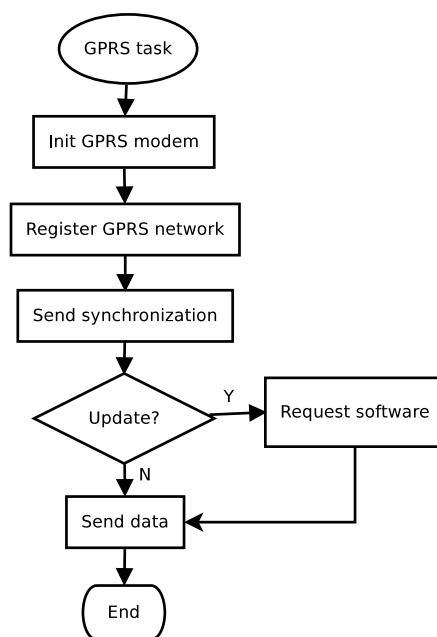 GPRS task
Init GPRS modem
Register GPRS network
Send synchronization
Update?
Y
Request software
N
Send data
End